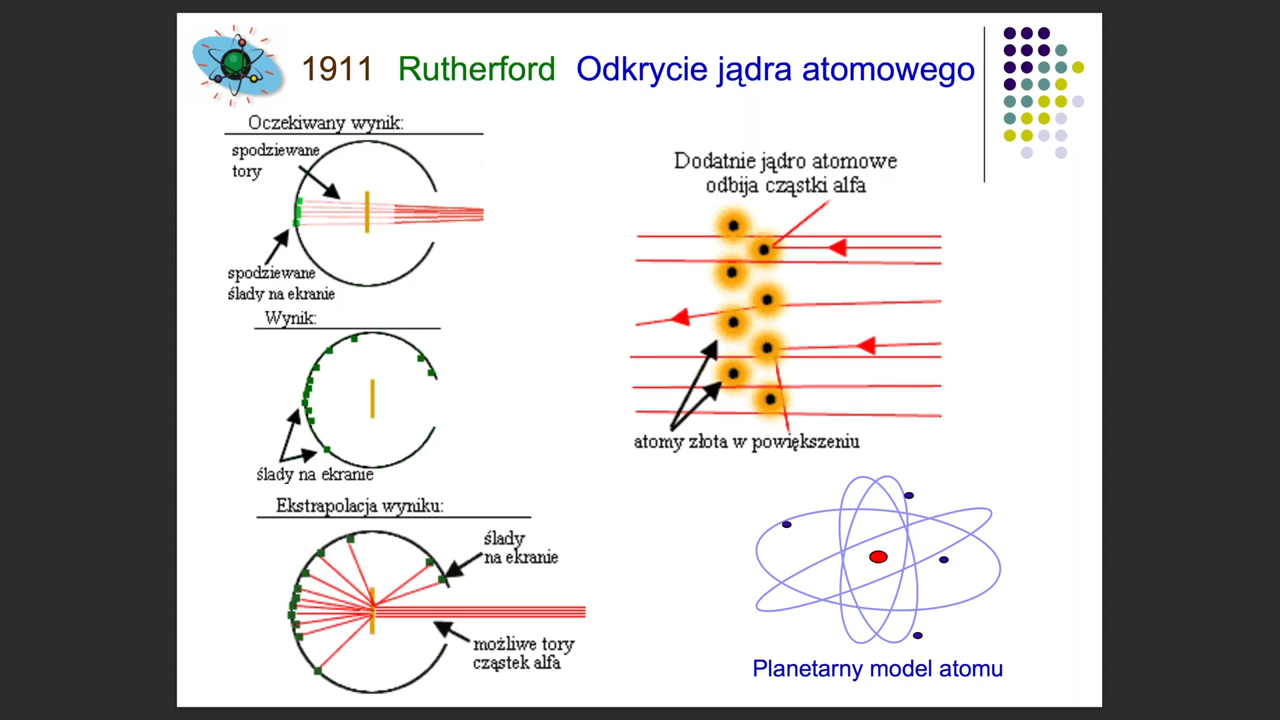 1911 Rutherford Odkrycie jądra atomowego
Oczekiwany wynik:
spodziewane
tory
spodziewane
ślady na ekranie
Wynik:
ślady na ekranie
Ekstrapolacja wyniku:
ślady
na ekranie
możliwe tory
cząstek alfa
Dodatnie jądro atomowe
odbija cząstki alfa
atomy złota w powiększeniu
Planetarny model atomu